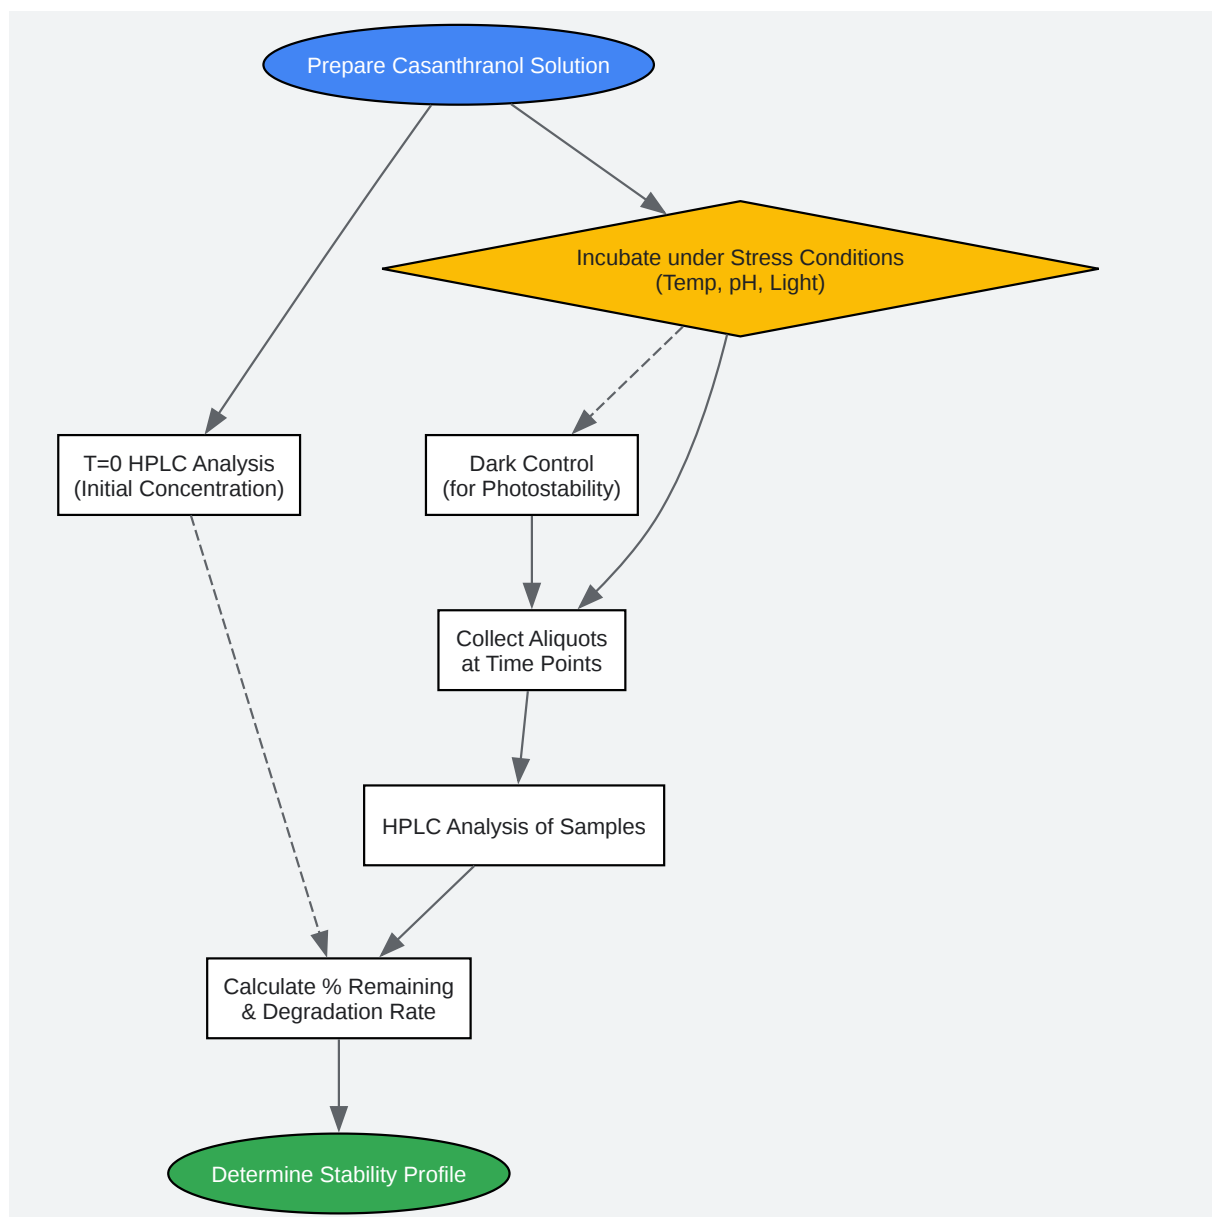 Prepare Casanthranol Solution
Incubate under Stress Conditions
(Temp, pH, Light)
T=0 HPLC Analysis
(Initial Concentration)
Dark Control
(for Photostability)
Collect Aliquots
at Time Points
HPLC Analysis of Samples
Calculate % Remaining
& Degradation Rate
Determine Stability Profile